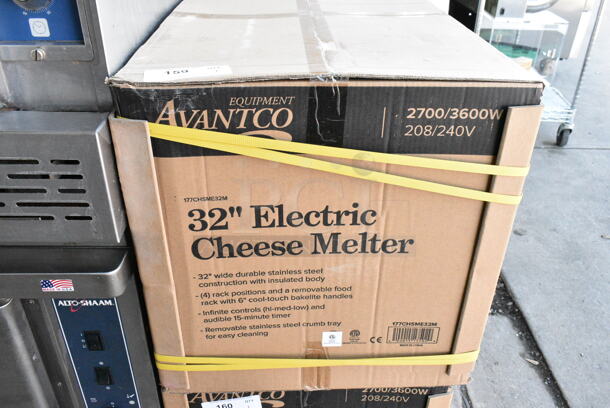 159
EQUIPMENT
AVANTCO
2700/3600W
208/240V
177CHSME32M
32" Electric
Cheese Melter
- 32" wide durable stainless steel
construction with insulated body
- (4) rack positions and a removable food
rack with 6" cool-touch bakelite handles
- Infinite controls (hi-med-low) and
audible 15-minute timer
- Removable stainless steel crumb tray
for easy cleaning
177CHSME32M
ALTO-SHAAM
160
EQUIPMENT
2700/3600W
208/240V